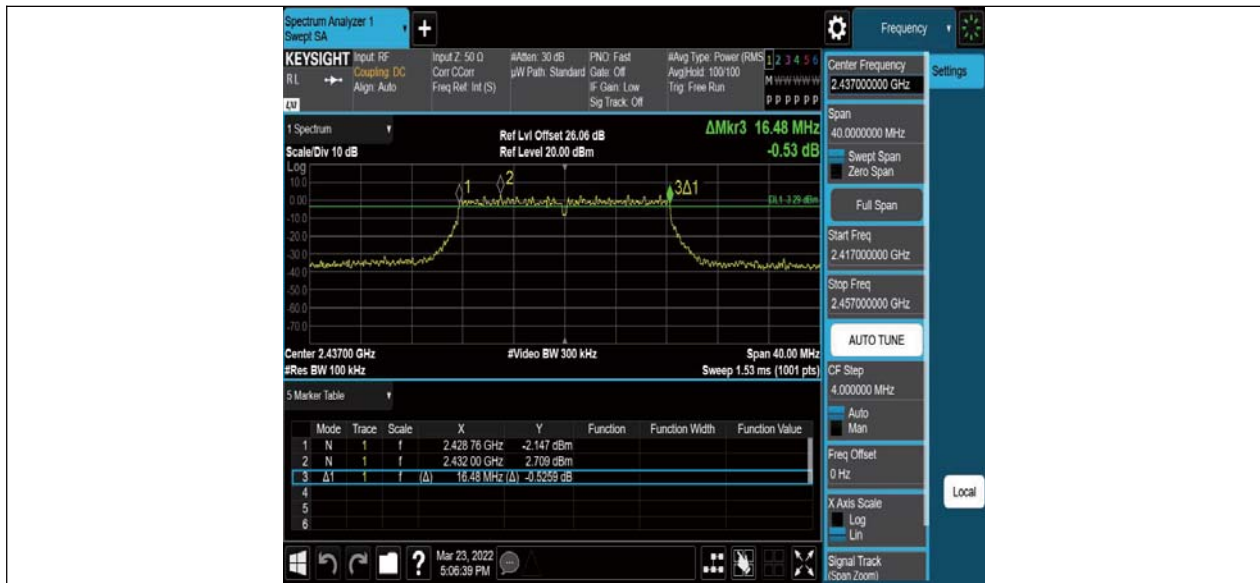 Spectrum Analyzer 1
Swept SA
+
Frequency
KEYSIGHT
RL
LXI
Input: RF
Coupling: DC
Align: Auto
Input Z: 50 Ω
Corr CCorr
Freq Ref: Int (S)
#Atten: 30 dB
µW Path: Standard
PNO: Fast
Gate: Off
IF Gain: Low
Sig Track: Off
#Avg Type: Power (RMS
Avg|Hold: 100/100
Trig: Free Run
1 2 3 4 5 6
M W W W W W
P P P P P P
1 Spectrum
Scale/Div 10 dB
Ref Lvl Offset 26.06 dB
Ref Level 20.00 dBm
ΔMkr3 16.48 MHz
-0.53 dB
Log
10.0
0.00
-10.0
-20.0
-30.0
-40.0
-50.0
-60.0
-70.0
1
2
3Δ1
DL1 -3.29 dBm
Center 2.43700 GHz
#Res BW 100 kHz
#Video BW 300 kHz
Span 40.00 MHz
Sweep 1.53 ms (1001 pts)
5 Marker Table
Mode Trace Scale X Y Function Function Width Function Value
1 N 1 f 2.428 76 GHz -2.147 dBm
2 N 1 f 2.432 00 GHz 2.709 dBm
3 Δ1 1 f (Δ) 16.48 MHz (Δ) -0.5259 dB
4
5
6
?
Mar 23, 2022
5:06:39 PM
Center Frequency
2.437000000 GHz
Settings
Span
40.0000000 MHz
Swept Span
Zero Span
Full Span
Start Freq
2.417000000 GHz
Stop Freq
2.457000000 GHz
AUTO TUNE
CF Step
4.000000 MHz
Auto
Man
Freq Offset
0 Hz
Local
X Axis Scale
Log
Lin
Signal Track
(Span Zoom)